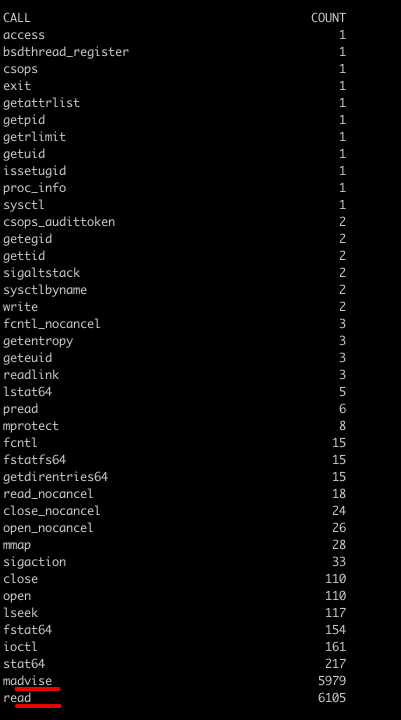 CALL COUNT
access 1
bsdthread_register 1
csops 1
exit 1
getattrlist 1
getpid 1
getrlimit 1
getuid 1
issetugid 1
proc_info 1
sysctl 1
csops_audittoken 2
getegid 2
gettid 2
sigaltstack 2
sysctlbyname 2
write 2
fcntl_nocancel 3
getentropy 3
geteuid 3
readlink 3
lstat64 5
pread 6
mprotect 8
fcntl 15
fstatfs64 15
getdirentries64 15
read_nocancel 18
close_nocancel 24
open_nocancel 26
mmap 28
sigaction 33
close 110
open 110
lseek 117
fstat64 154
ioctl 161
stat64 217
madvise 5979
read 6105